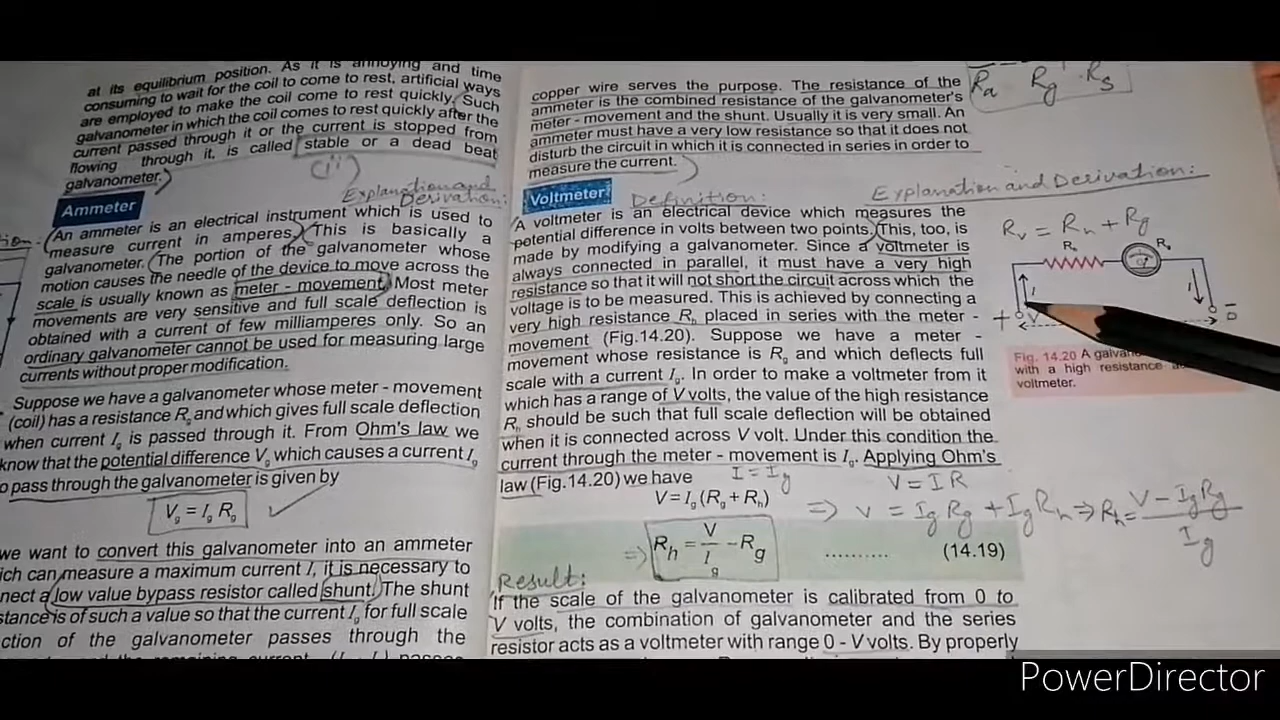 at its equilibrium position. As it is annoying and time
consuming to wait for the coil to come to rest, artificial ways
are employed to make the coil come to rest quickly. Such
galvanometer in which the coil comes to rest quickly after the
current passed through it or the current is stopped from
flowing through it, is called stable or a dead beat
galvanometer.
(ii)
Explanation and
Derivation:
Ammeter
An ammeter is an electrical instrument which is used to
measure current in amperes. This is basically a
galvanometer. The portion of the galvanometer whose
motion causes the needle of the device to move across the
scale is usually known as meter - movement. Most meter
movements are very sensitive and full scale deflection is
obtained with a current of few milliamperes only. So an
ordinary galvanometer cannot be used for measuring large
currents without proper modification.
Suppose we have a galvanometer whose meter - movement
(coil) has a resistance Rg and which gives full scale deflection
when current Ig is passed through it. From Ohm's law we
know that the potential difference Vg which causes a current Ig
to pass through the galvanometer is given by
Vg = Ig Rg
we want to convert this galvanometer into an ammeter
which can measure a maximum current I, it is necessary to
nect a low value bypass resistor called shunt. The shunt
stance is of such a value so that the current Ig for full scale
ction of the galvanometer passes through the
copper wire serves the purpose. The resistance of the
ammeter is the combined resistance of the galvanometer's
meter - movement and the shunt. Usually it is very small. An
ammeter must have a very low resistance so that it does not
disturb the circuit in which it is connected in series in order to
measure the current.
Ra Rg Rs
Voltmeter
Definition:
Explanation and Derivation:
A voltmeter is an electrical device which measures the
potential difference in volts between two points. This, too, is
made by modifying a galvanometer. Since a voltmeter is
always connected in parallel, it must have a very high
resistance so that it will not short the circuit across which the
voltage is to be measured. This is achieved by connecting a
very high resistance Rh placed in series with the meter -
movement (Fig.14.20). Suppose we have a meter -
movement whose resistance is Rg and which deflects full
scale with a current Ig. In order to make a voltmeter from it
which has a range of V volts, the value of the high resistance
Rh should be such that full scale deflection will be obtained
when it is connected across V volt. Under this condition the
current through the meter - movement is Ig. Applying Ohm's
law (Fig.14.20) we have
I = Ig
V = IR
V = Ig (Rg + Rh)
⇒ V = Ig Rg + Ig Rh ⇒ Rh = V - Ig Rg / Ig
⇒ Rh = V / Ig - Rg .......... (14.19)
Result:
If the scale of the galvanometer is calibrated from 0 to
V volts, the combination of galvanometer and the series
resistor acts as a voltmeter with range 0 - V volts. By properly
Rv = Rh + Rg
Rh Rg
I I
+ V
Fig. 14.20 A galva
with a high resistance
voltmeter.
PowerDirector